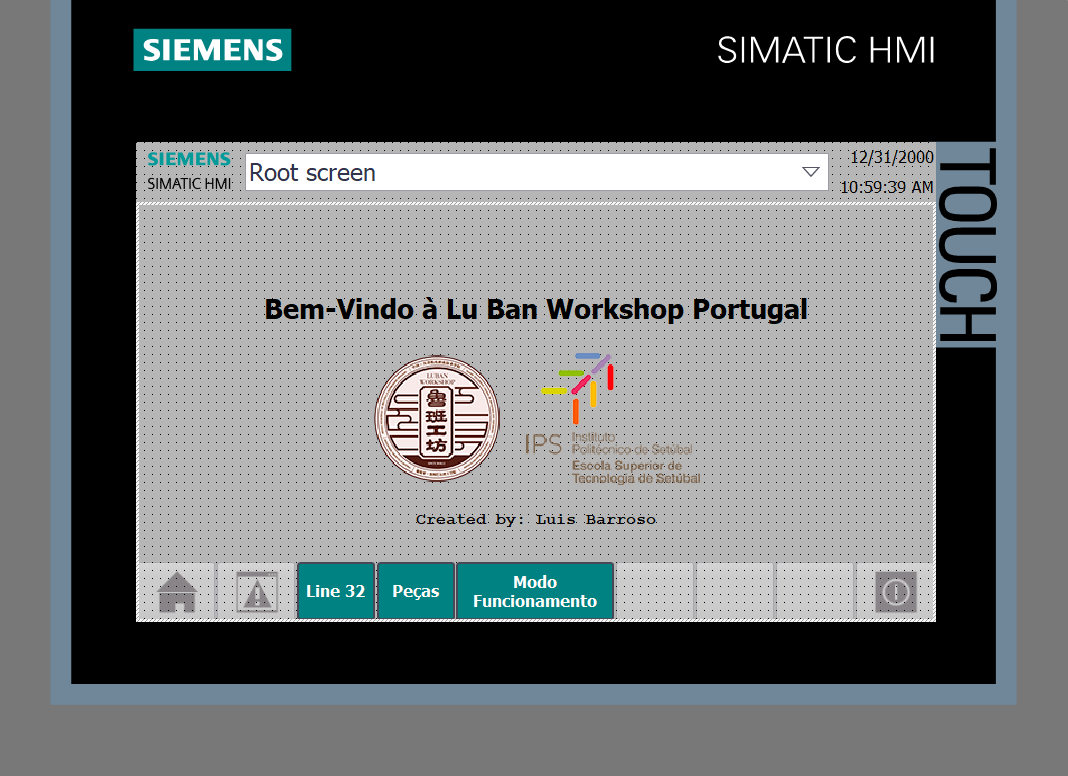 SIEMENS
SIMATIC HMI
SIEMENS
SIMATIC HMI
Root screen
12/31/2000
10:59:39 AM
TOUCH
Bem-Vindo à Lu Ban Workshop Portugal
LUBAN
WORKSHOP
鲁
班
工
坊
IPS
Instituto
Politécnico de Setúbal
Escola Superior de
Tecnologia de Setúbal
Created by: Luis Barroso
Line 32
Peças
Modo
Funcionamento